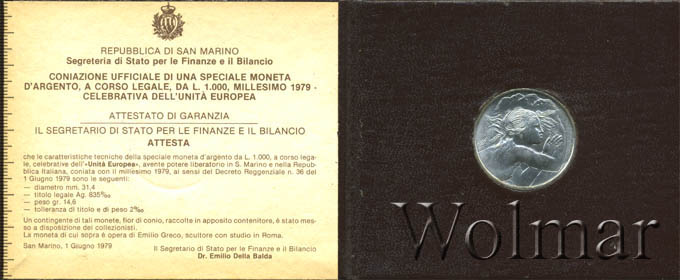 REPUBBLICA DI SAN MARINO
Segreteria di Stato per le Finanze e il Bilancio
CONIAZIONE UFFICIALE DI UNA SPECIALE MONETA
D'ARGENTO, A CORSO LEGALE, DA L. 1.000, MILLESIMO 1979 -
CELEBRATIVA DELL'UNITÀ EUROPEA
ATTESTATO DI GARANZIA
IL SEGRETARIO DI STATO PER LE FINANZE E IL BILANCIO
ATTESTA
che le caratteristiche tecniche della speciale moneta d'argento da L. 1.000, a corso lega-
le, celebrative dell'«Unità Europea», avente potere liberatorio in S. Marino e nella Repub-
blica Italiana, coniata con il millesimo 1979, ai sensi del Decreto Reggenziale n. 36 del
1 Giugno 1979 sono le seguenti:
— diametro mm. 31,4
— titolo legale Ag. 835‰
— peso gr. 14,6
— tolleranza di titolo e di peso 2‰
Un contingente di tali monete, fior di conio, raccolte in apposito contenitore, è stato mes-
so a disposizione dei collezionisti.
La moneta di cui sopra è opera di Emilio Greco, scultore con studio in Roma.
San Marino, 1 Giugno 1979
Il Segretario di Stato per le Finanze e il Bilancio
Dr. Emilio Della Balda
Wolmar